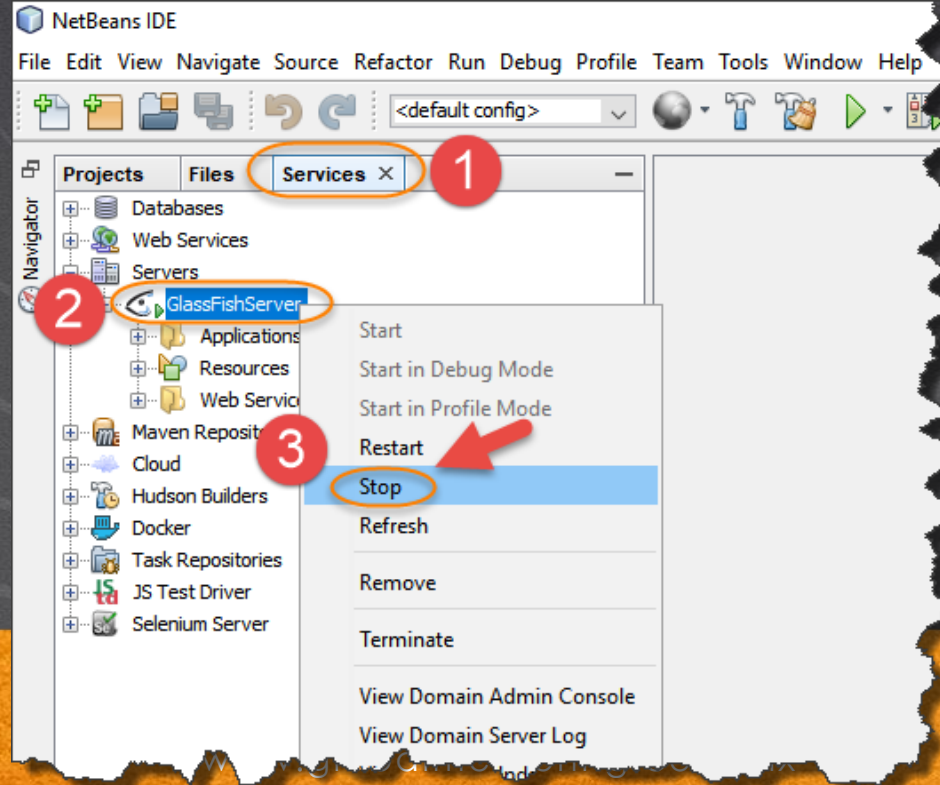 NetBeans IDE
File Edit View Navigate Source Refactor Run Debug Profile Team Tools Window Help
<default config>
Projects Files Services 1
Navigator
Databases
Web Services
Servers
2 GlassFishServer
Applications
Resources
Web Servic
Maven Reposit
Cloud
Hudson Builders
Docker
Task Repositories
JS Test Driver
Selenium Server
Start
Start in Debug Mode
Start in Profile Mode
Restart
3
Stop
Refresh
Remove
Terminate
View Domain Admin Console
View Domain Server Log